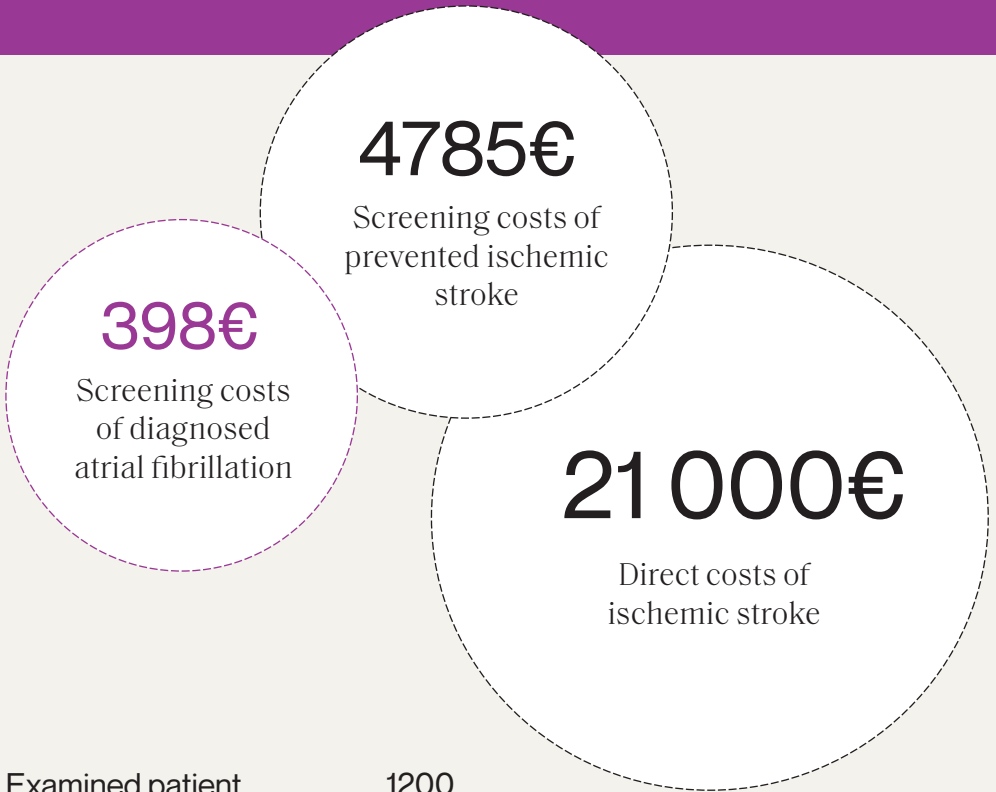 4785€
Screening costs of
prevented ischemic
stroke
398€
Screening costs
of diagnosed
atrial fibrillation
21 000€
Direct costs of
ischemic stroke
Examined patient 1200